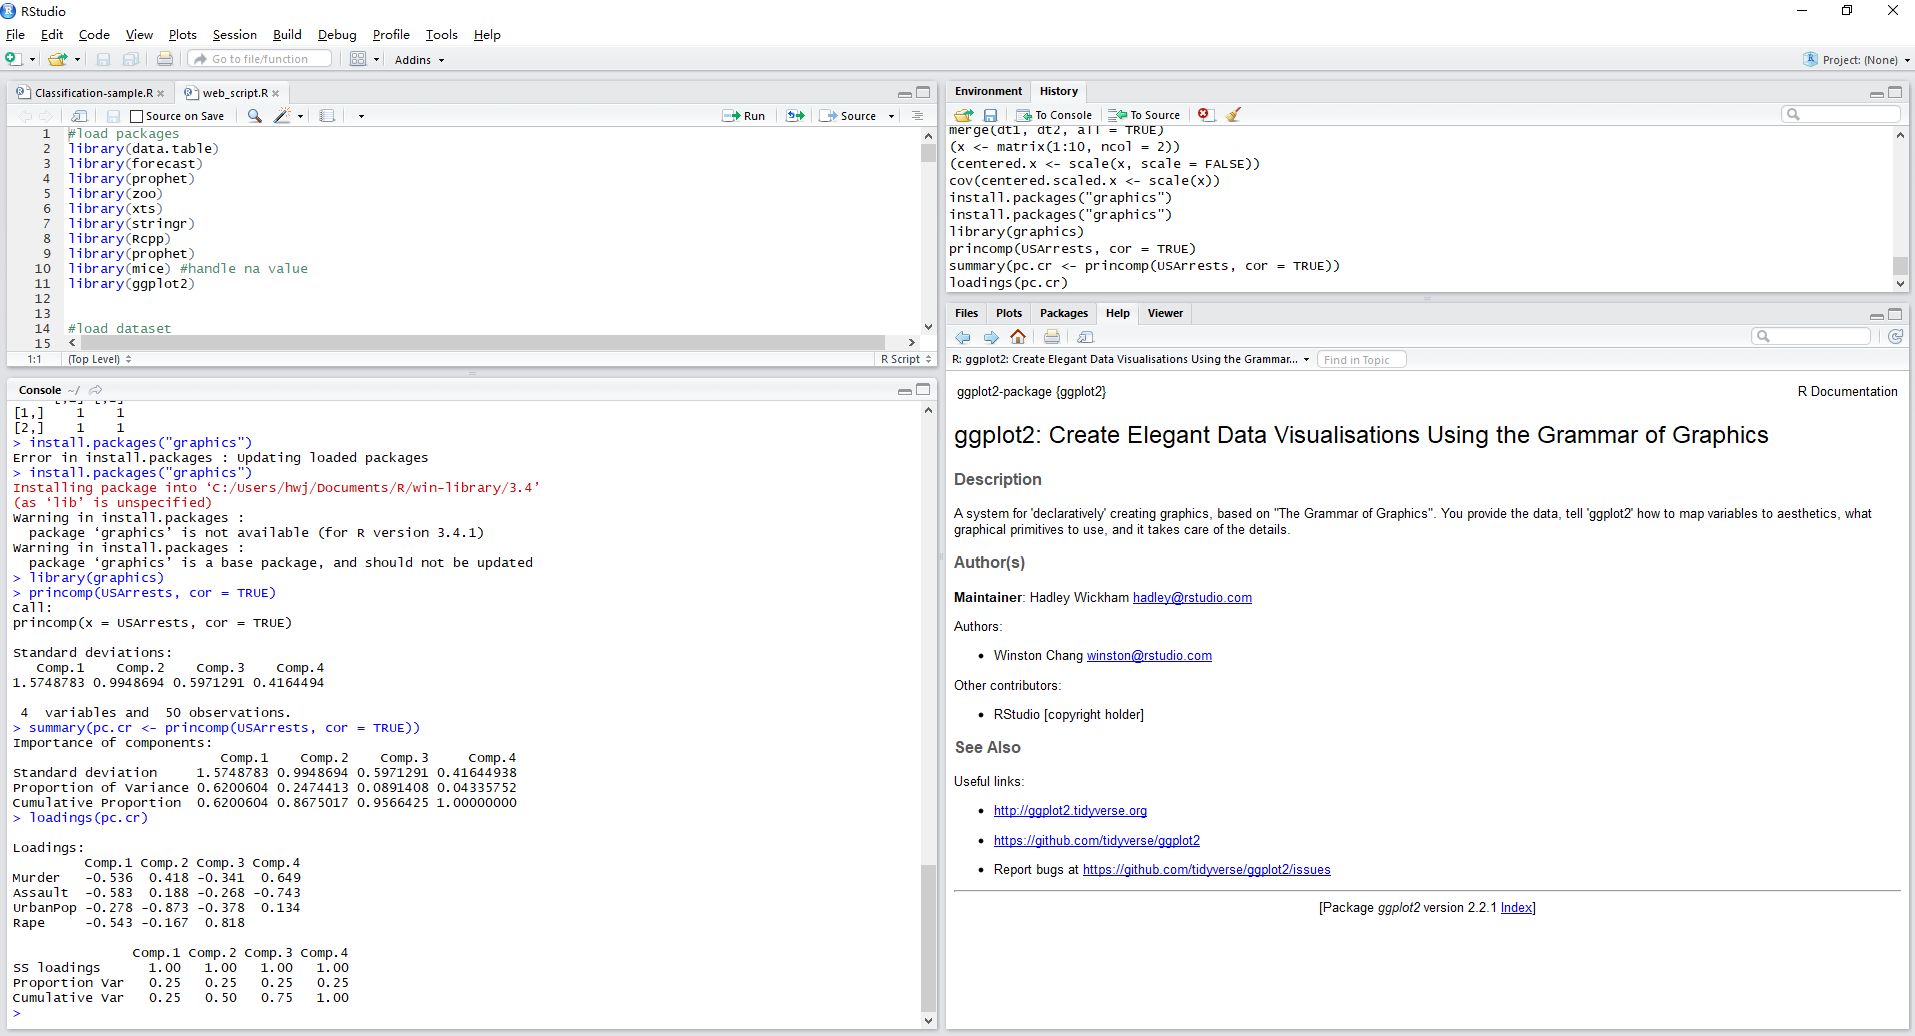 RStudio
File Edit Code View Plots Session Build Debug Profile Tools Help
Go to file/function Addins Project: (None)
Classification-sample.R web_script.R
Source on Save Run Source
1 #load packages
2 library(data.table)
3 library(forecast)
4 library(prophet)
5 library(zoo)
6 library(xts)
7 library(stringr)
8 library(Rcpp)
9 library(prophet)
10 library(mice) #handle na value
11 library(ggplot2)
12
13
14 #load dataset
15
1:1 (Top Level) R Script
Console ~/
[1,] 1 1
[2,] 1 1
> install.packages("graphics")
Error in install.packages : Updating loaded packages
> install.packages("graphics")
Installing package into ‘C:/Users/hwj/Documents/R/win-library/3.4’
(as ‘lib’ is unspecified)
Warning in install.packages :
package ‘graphics’ is not available (for R version 3.4.1)
Warning in install.packages :
package ‘graphics’ is a base package, and should not be updated
> library(graphics)
> princomp(USArrests, cor = TRUE)
Call:
princomp(x = USArrests, cor = TRUE)
Standard deviations:
Comp.1 Comp.2 Comp.3 Comp.4
1.5748783 0.9948694 0.5971291 0.4164494
4 variables and 50 observations.
> summary(pc.cr <- princomp(USArrests, cor = TRUE))
Importance of components:
Comp.1 Comp.2 Comp.3 Comp.4
Standard deviation 1.5748783 0.9948694 0.5971291 0.41644938
Proportion of Variance 0.6200604 0.2474413 0.0891408 0.04335752
Cumulative Proportion 0.6200604 0.8675017 0.9566425 1.00000000
> loadings(pc.cr)
Loadings:
Comp.1 Comp.2 Comp.3 Comp.4
Murder -0.536 0.418 -0.341 0.649
Assault -0.583 0.188 -0.268 -0.743
UrbanPop -0.278 -0.873 -0.378 0.134
Rape -0.543 -0.167 0.818
Comp.1 Comp.2 Comp.3 Comp.4
SS loadings 1.00 1.00 1.00 1.00
Proportion Var 0.25 0.25 0.25 0.25
Cumulative Var 0.25 0.50 0.75 1.00
>
Environment History
To Console To Source
merge(dt1, dt2, all = TRUE)
(x <- matrix(1:10, ncol = 2))
(centered.x <- scale(x, scale = FALSE))
cov(centered.scaled.x <- scale(x))
install.packages("graphics")
install.packages("graphics")
library(graphics)
princomp(USArrests, cor = TRUE)
summary(pc.cr <- princomp(USArrests, cor = TRUE))
loadings(pc.cr)
Files Plots Packages Help Viewer
R: ggplot2: Create Elegant Data Visualisations Using the Grammar... Find in Topic
ggplot2-package {ggplot2} R Documentation
ggplot2: Create Elegant Data Visualisations Using the Grammar of Graphics
Description
A system for 'declaratively' creating graphics, based on "The Grammar of Graphics". You provide the data, tell 'ggplot2' how to map variables to aesthetics, what
graphical primitives to use, and it takes care of the details.
Author(s)
Maintainer: Hadley Wickham hadley@rstudio.com
Authors:
• Winston Chang winston@rstudio.com
Other contributors:
• RStudio [copyright holder]
See Also
Useful links:
• http://ggplot2.tidyverse.org
• https://github.com/tidyverse/ggplot2
• Report bugs at https://github.com/tidyverse/ggplot2/issues
[Package ggplot2 version 2.2.1 Index]